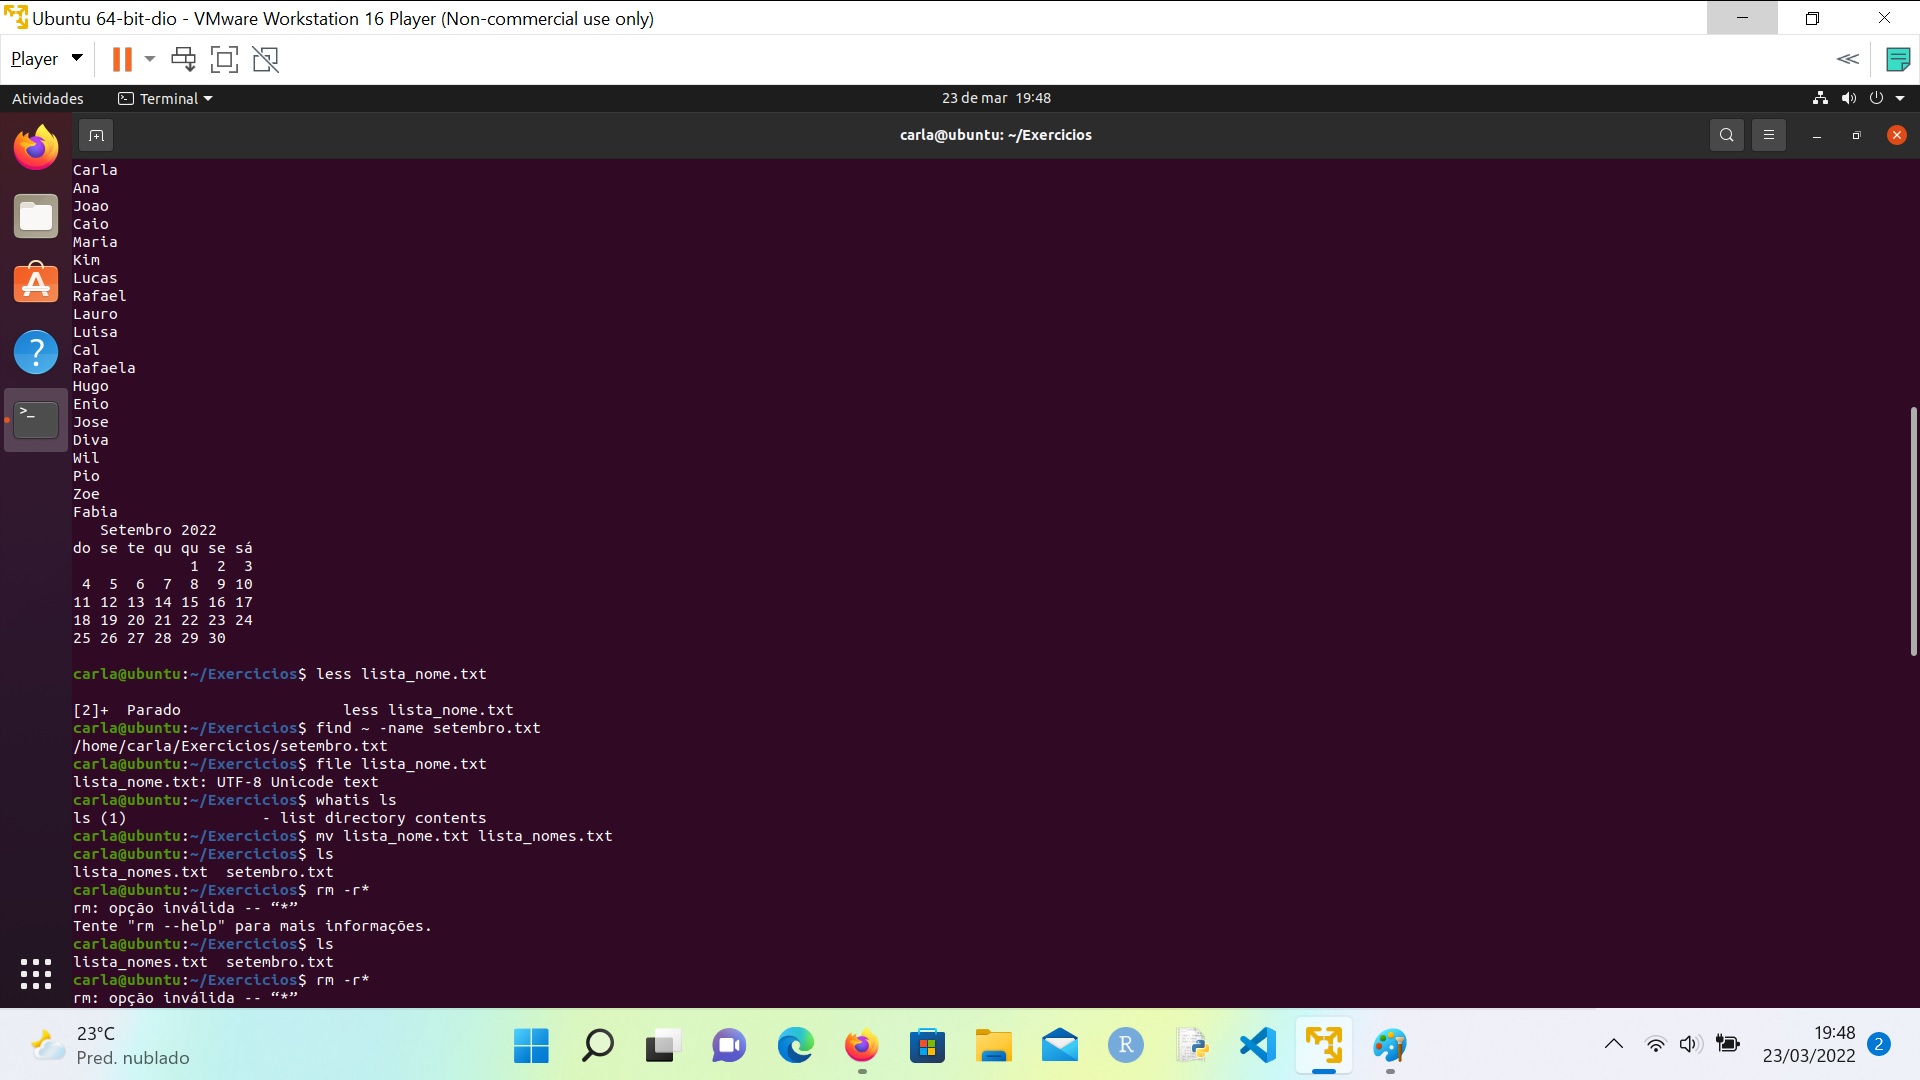 Ubuntu 64-bit-dio - VMware Workstation 16 Player (Non-commercial use only)
Player
Atividades
Terminal
23 de mar 19:48
carla@ubuntu: ~/Exercicios
Carla
Ana
Joao
Caio
Maria
Kim
Lucas
Rafael
Lauro
Luisa
Cal
Rafaela
Hugo
Enio
Jose
Diva
Wil
Pio
Zoe
Fabia
   Setembro 2022
do se te qu qu se sá
             1  2  3
 4  5  6  7  8  9 10
11 12 13 14 15 16 17
18 19 20 21 22 23 24
25 26 27 28 29 30
carla@ubuntu:~/Exercicios$ less lista_nome.txt
[2]+  Parado                  less lista_nome.txt
carla@ubuntu:~/Exercicios$ find ~ -name setembro.txt
/home/carla/Exercicios/setembro.txt
carla@ubuntu:~/Exercicios$ file lista_nome.txt
lista_nome.txt: UTF-8 Unicode text
carla@ubuntu:~/Exercicios$ whatis ls
ls (1)               - list directory contents
carla@ubuntu:~/Exercicios$ mv lista_nome.txt lista_nomes.txt
carla@ubuntu:~/Exercicios$ ls
lista_nomes.txt  setembro.txt
carla@ubuntu:~/Exercicios$ rm -r*
rm: opção inválida -- “*”
Tente "rm --help" para mais informações.
carla@ubuntu:~/Exercicios$ ls
lista_nomes.txt  setembro.txt
carla@ubuntu:~/Exercicios$ rm -r*
rm: opção inválida -- “*”
23°C
Pred. nublado
R
19:48
23/03/2022
2